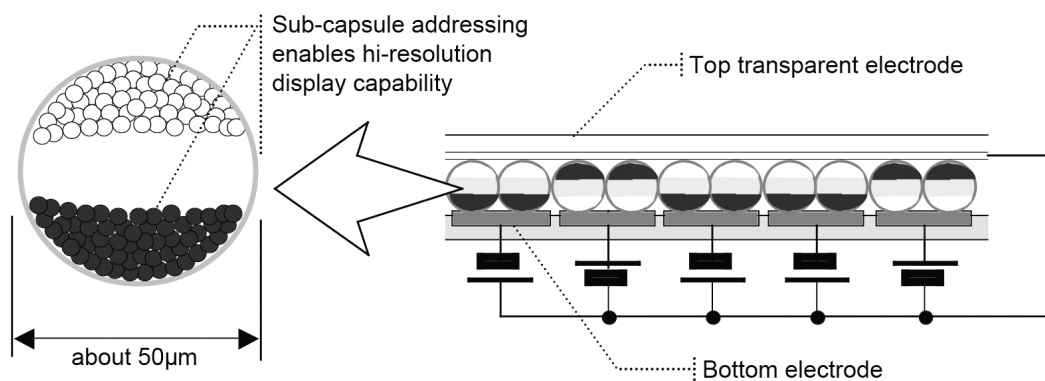 Sub-capsule addressing
enables hi-resolution
display capability
Top transparent electrode
about 50µm
Bottom electrode